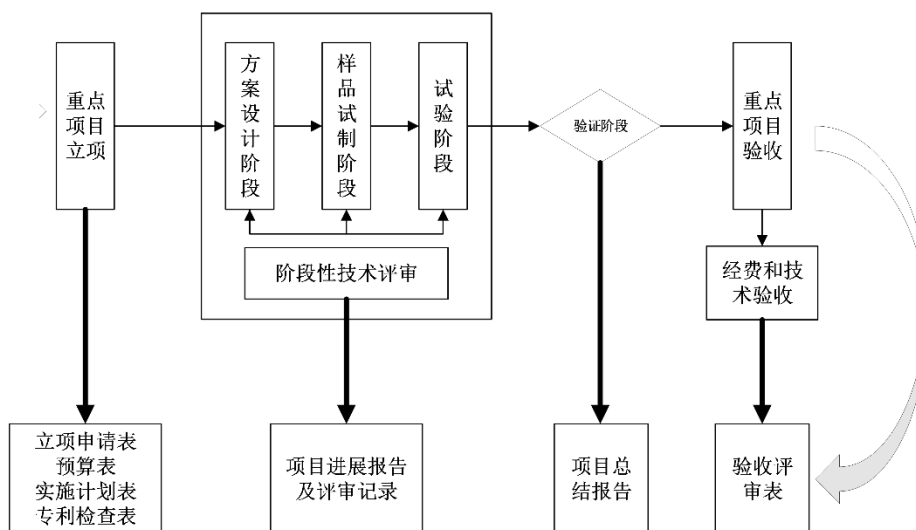 重点
项目
立项
方案设计阶段
样品试制阶段
试验阶段
验证阶段
重点
项目
验收
阶段性技术评审
经费和技
术验收
立项申请表
预算表
实施计划表
专利检查表
项目进展报告
及评审记录
项目总
结报告
验收评
审表